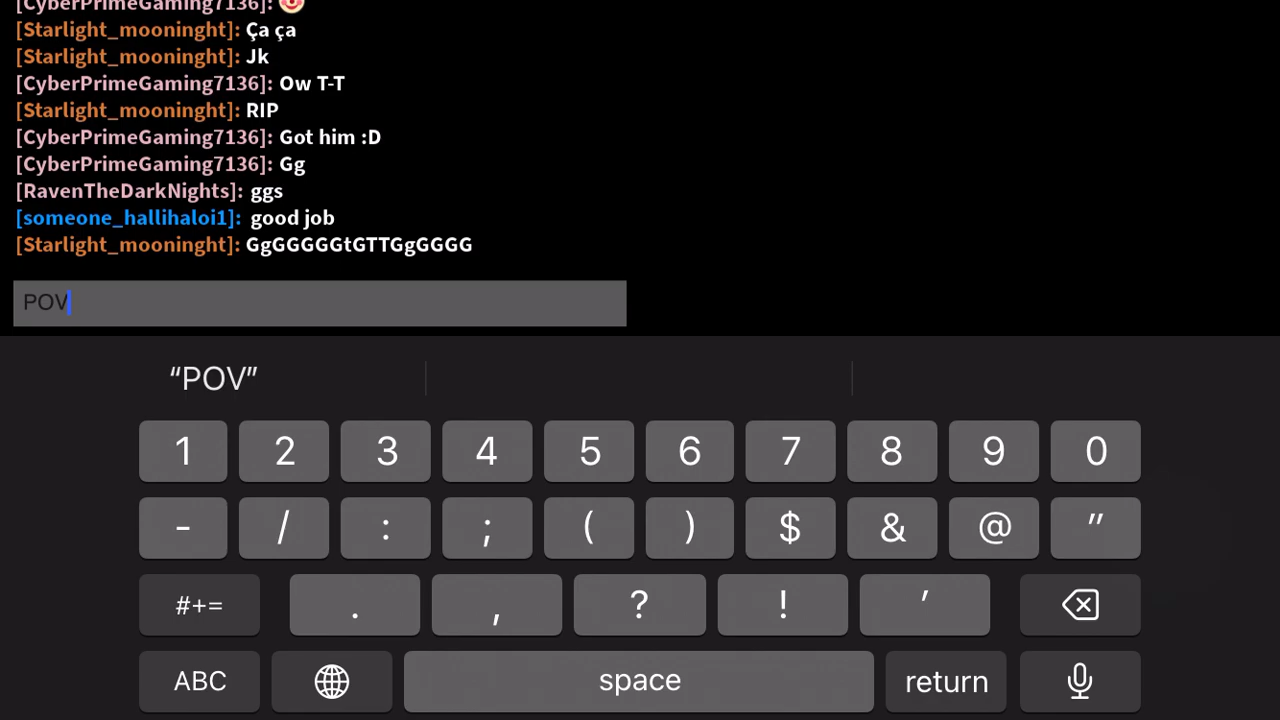 [CyberPrimeGaming7136]:
[Starlight_mooninght]: Ça ça
[Starlight_mooninght]: Jk
[CyberPrimeGaming7136]: Ow T-T
[Starlight_mooninght]: RIP
[CyberPrimeGaming7136]: Got him :D
[CyberPrimeGaming7136]: Gg
[RavenTheDarkNights]: ggs
[someone_hallihaloi1]: good job
[Starlight_mooninght]: GgGGGGGtGTTGgGGGG
POV
“POV”
1 2 3 4 5 6 7 8 9 0
- / : ; ( ) $ & @ "
#+= . , ? ! '
ABC space return